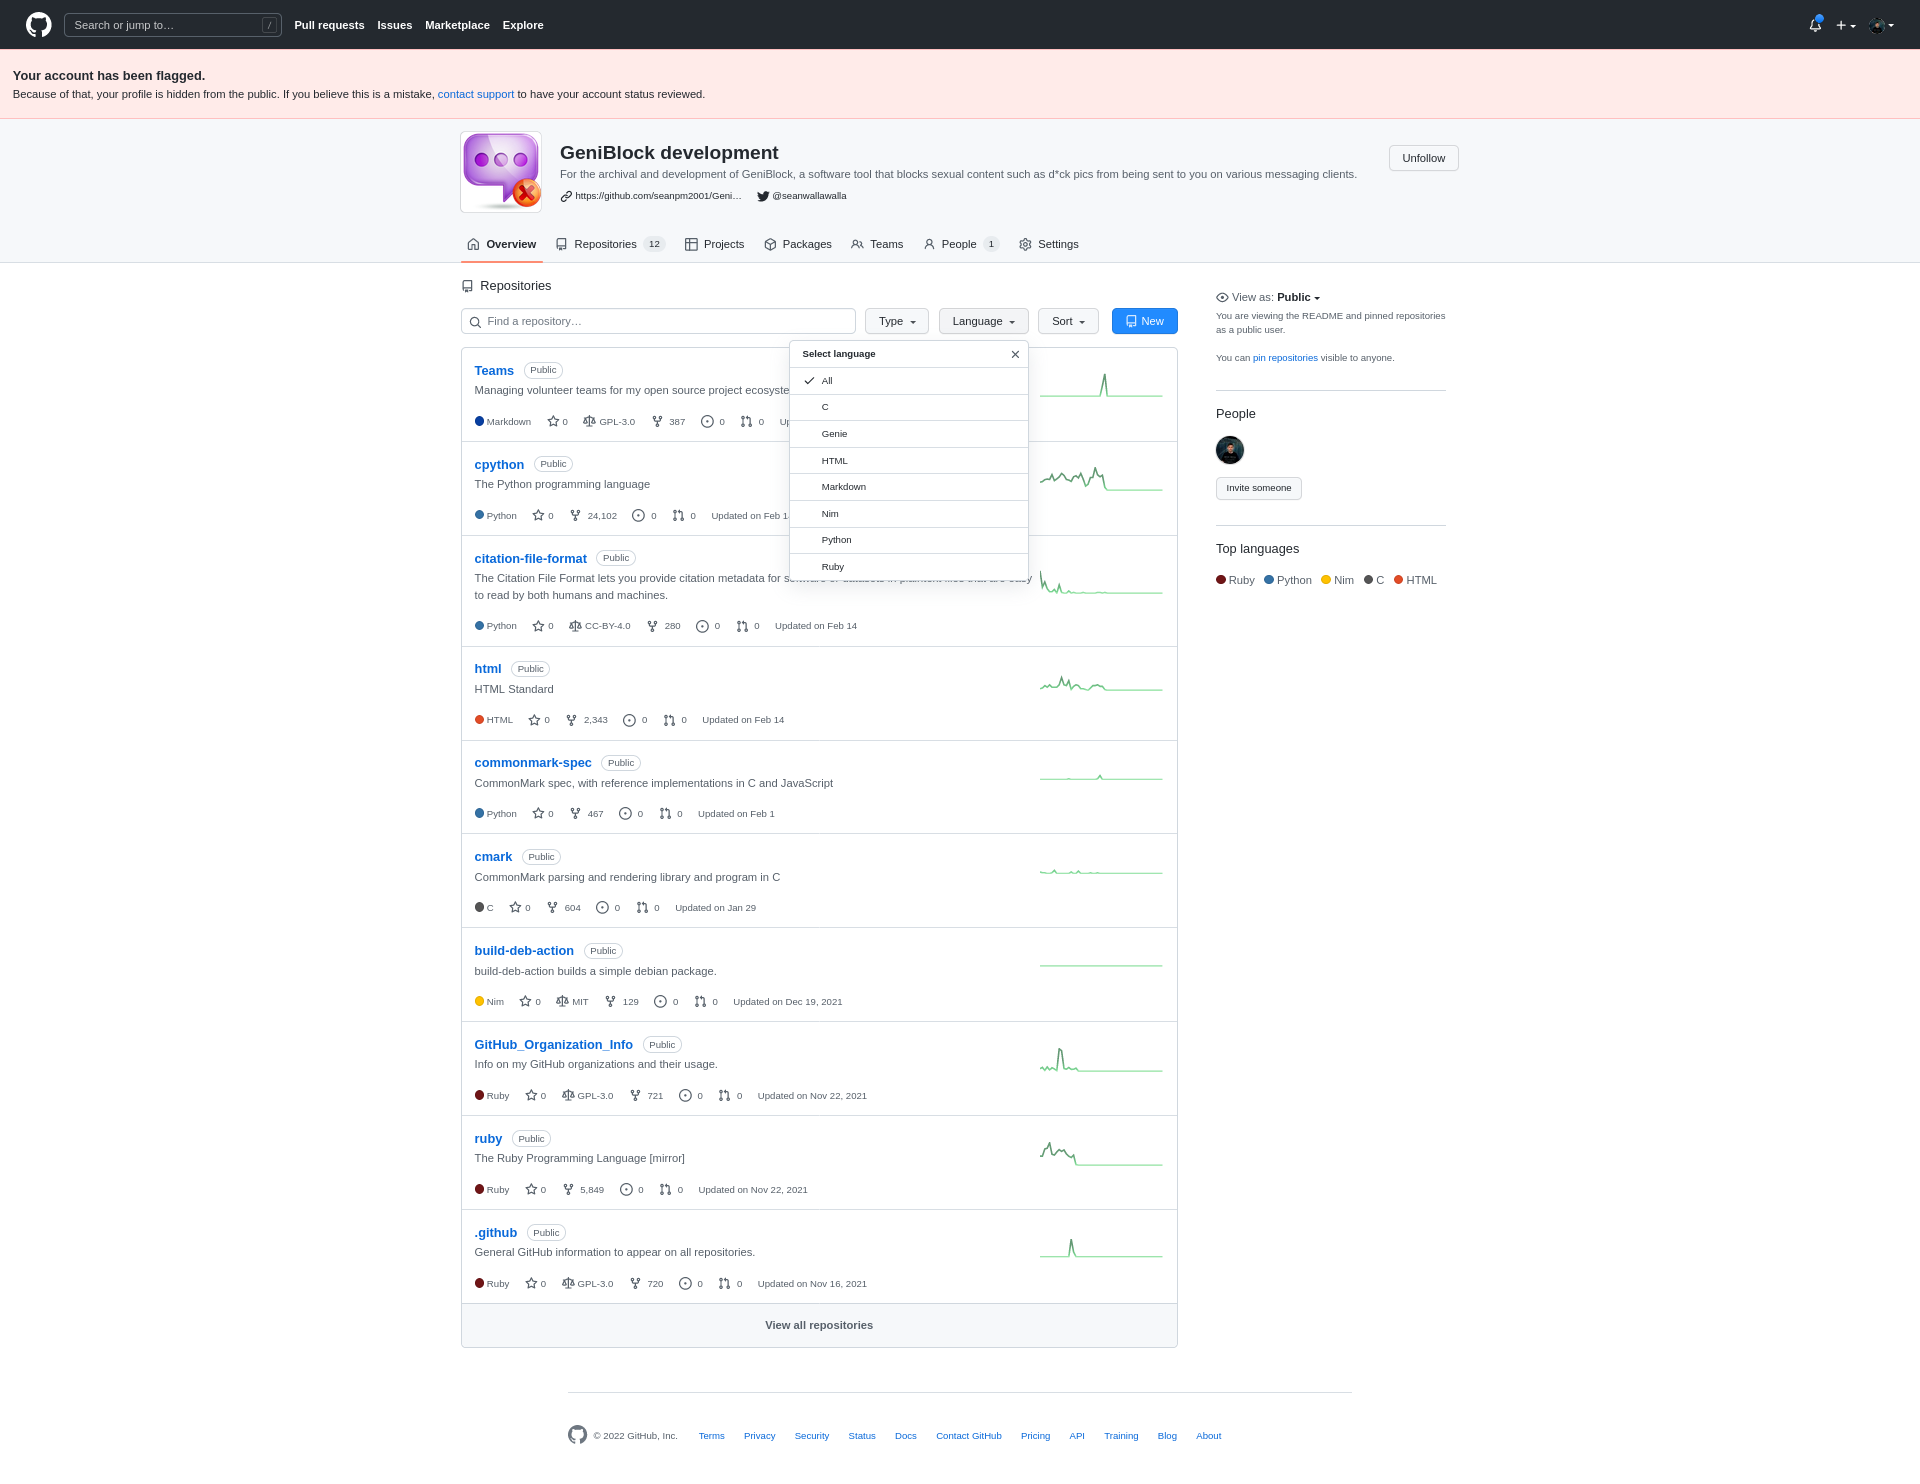 Search or jump to…
/
Pull requests Issues Marketplace Explore
Your account has been flagged.
Because of that, your profile is hidden from the public. If you believe this is a mistake, contact support to have your account status reviewed.
GeniBlock development
For the archival and development of GeniBlock, a software tool that blocks sexual content such as d*ck pics from being sent to you on various messaging clients.
https://github.com/seanpm2001/Geni… @seanwallawalla
Unfollow
Overview Repositories 12 Projects Packages Teams People 1 Settings
Repositories
Find a repository…
Type Language Sort New
Select language
All
C
Genie
HTML
Markdown
Nim
Python
Ruby
Teams Public
Managing volunteer teams for my open source project
Markdown 0 GPL-3.0 387 0 0
cpython Public
The Python programming language
Python 0 24,102 0 0 Updated on Feb
citation-file-format Public
The Citation File Format lets you provide citation metadata for software or datasets in plaintext files that are easy
to read by both humans and machines.
Python 0 CC-BY-4.0 280 0 0 Updated on Feb 14
html Public
HTML Standard
HTML 0 2,343 0 0 Updated on Feb 14
commonmark-spec Public
CommonMark spec, with reference implementations in C and JavaScript
Python 0 467 0 0 Updated on Feb 1
cmark Public
CommonMark parsing and rendering library and program in C
C 0 604 0 0 Updated on Jan 29
build-deb-action Public
build-deb-action builds a simple debian package.
Nim 0 MIT 129 0 0 Updated on Dec 19, 2021
GitHub_Organization_Info Public
Info on my GitHub organizations and their usage.
Ruby 0 GPL-3.0 721 0 0 Updated on Nov 22, 2021
ruby Public
The Ruby Programming Language [mirror]
Ruby 0 5,849 0 0 Updated on Nov 22, 2021
.github Public
General GitHub information to appear on all repositories.
Ruby 0 GPL-3.0 720 0 0 Updated on Nov 16, 2021
View all repositories
View as: Public
You are viewing the README and pinned repositories
as a public user.
You can pin repositories visible to anyone.
People
Invite someone
Top languages
Ruby Python Nim C HTML
© 2022 GitHub, Inc. Terms Privacy Security Status Docs Contact GitHub Pricing API Training Blog About